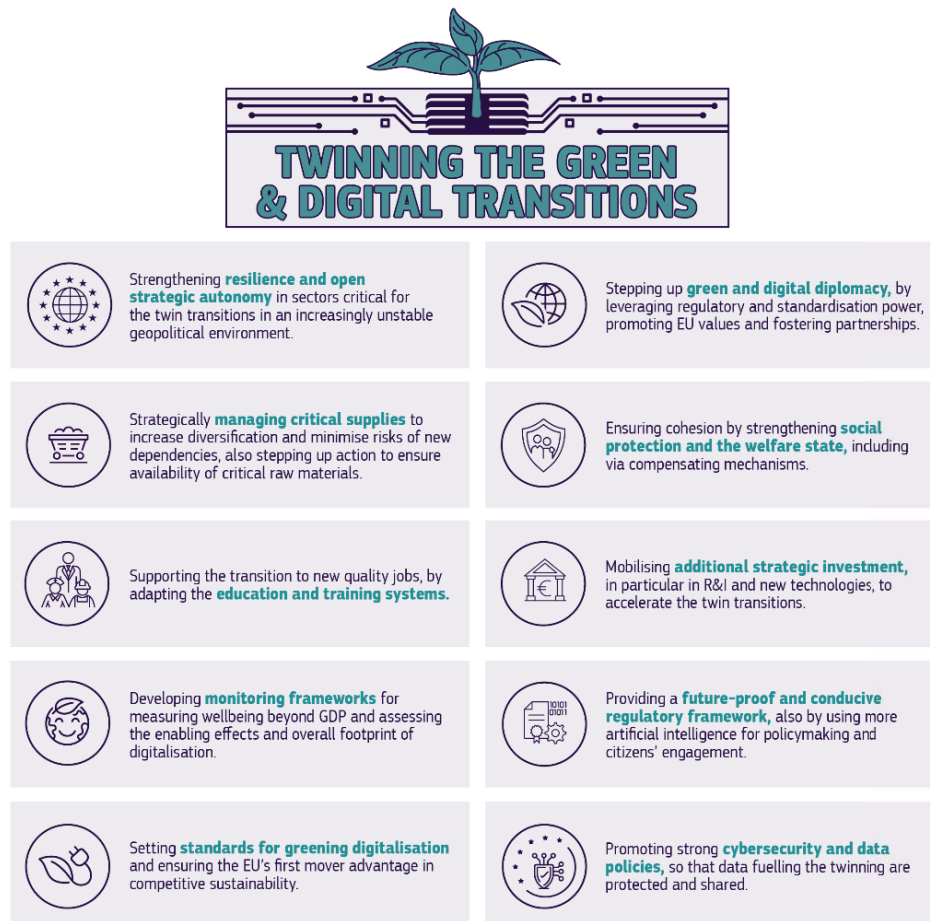 TWINNING THE GREEN
& DIGITAL TRANSITIONS
Strengthening resilience and open
strategic autonomy in sectors critical for
the twin transitions in an increasingly unstable
geopolitical environment.
Stepping up green and digital diplomacy, by
leveraging regulatory and standardisation power,
promoting EU values and fostering partnerships.
Strategically managing critical supplies to
increase diversification and minimise risks of new
dependencies, also stepping up action to ensure
availability of critical raw materials.
Ensuring cohesion by strengthening social
protection and the welfare state, including
via compensating mechanisms.
Supporting the transition to new quality jobs, by
adapting the education and training systems.
€
Mobilising additional strategic investment,
in particular in R&I and new technologies, to
accelerate the twin transitions.
Developing monitoring frameworks for
measuring wellbeing beyond GDP and assessing
the enabling effects and overall footprint of
digitalisation.
10101
01011
Providing a future-proof and conducive
regulatory framework, also by using more
artificial intelligence for policymaking and
citizens' engagement.
Setting standards for greening digitalisation
and ensuring the EU's first mover advantage in
competitive sustainability.
Promoting strong cybersecurity and data
policies, so that data fuelling the twinning are
protected and shared.